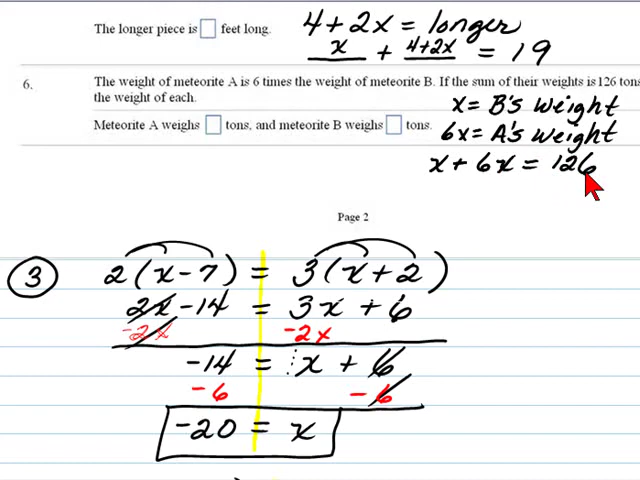 The longer piece is feet long.
4 + 2x = longer
x + 4+2x = 19
6. The weight of meteorite A is 6 times the weight of meteorite B. If the sum of their weights is 126 tons
the weight of each.
x = B's weight
Meteorite A weighs tons, and meteorite B weighs tons.
6x = A's weight
x + 6x = 126
Page 2
3 2(x-7) = 3(x+2)
2x -14 = 3x + 6
-2x -2x
-14 = x + 6
-6 -6
-20 = x